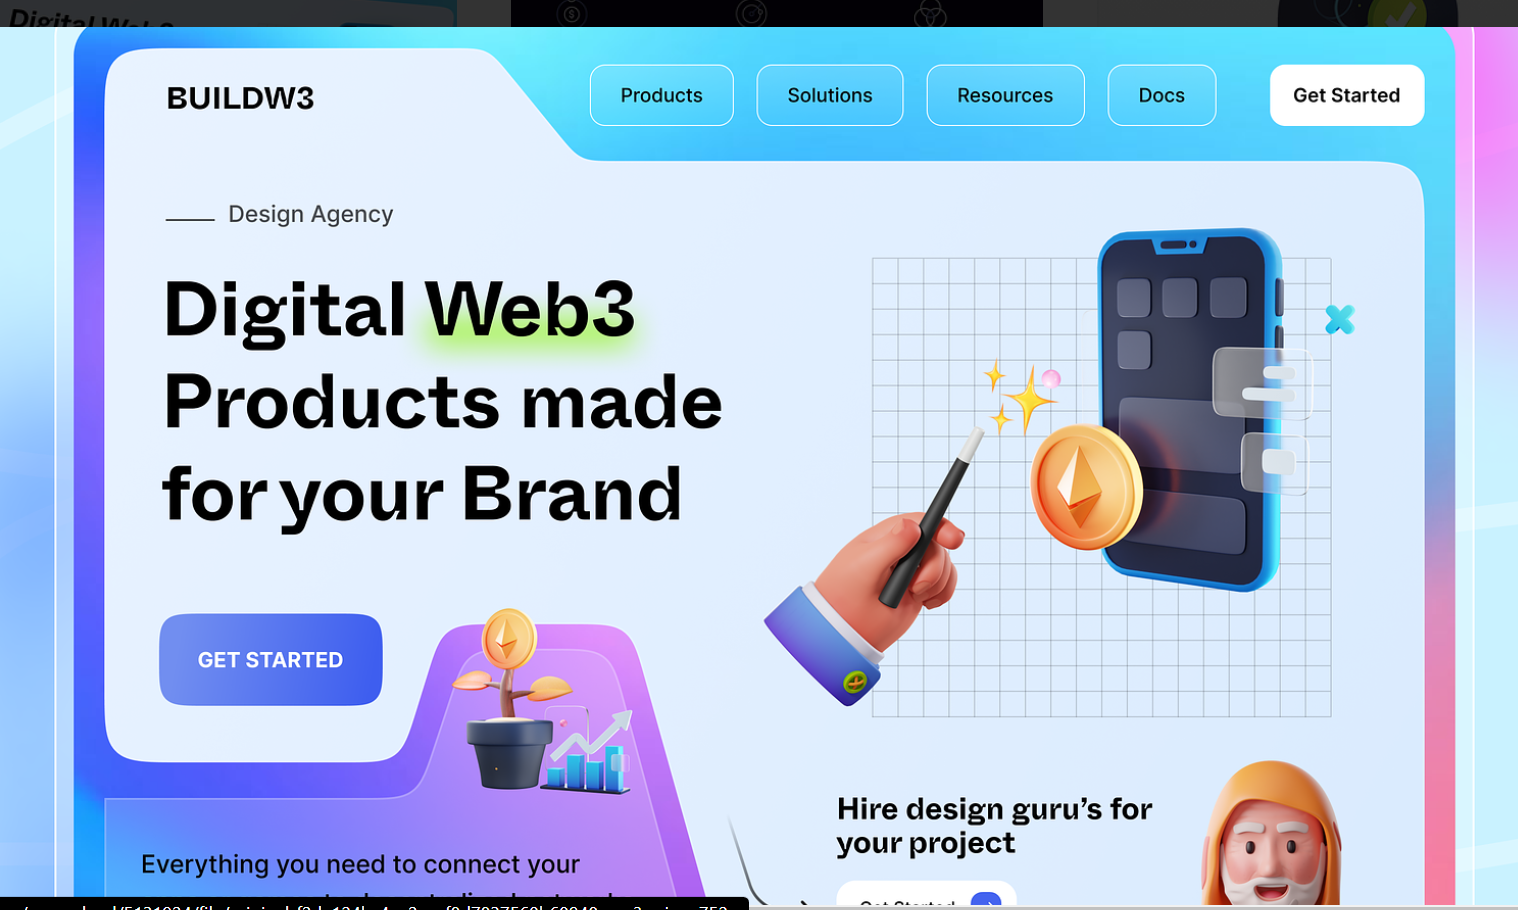 Digital Web3
BUILDW3
Products
Solutions
Resources
Docs
Get Started
Design Agency
Digital Web3
Products made
for your Brand
GET STARTED
Hire design guru’s for
your project
Everything you need to connect your
Get Started